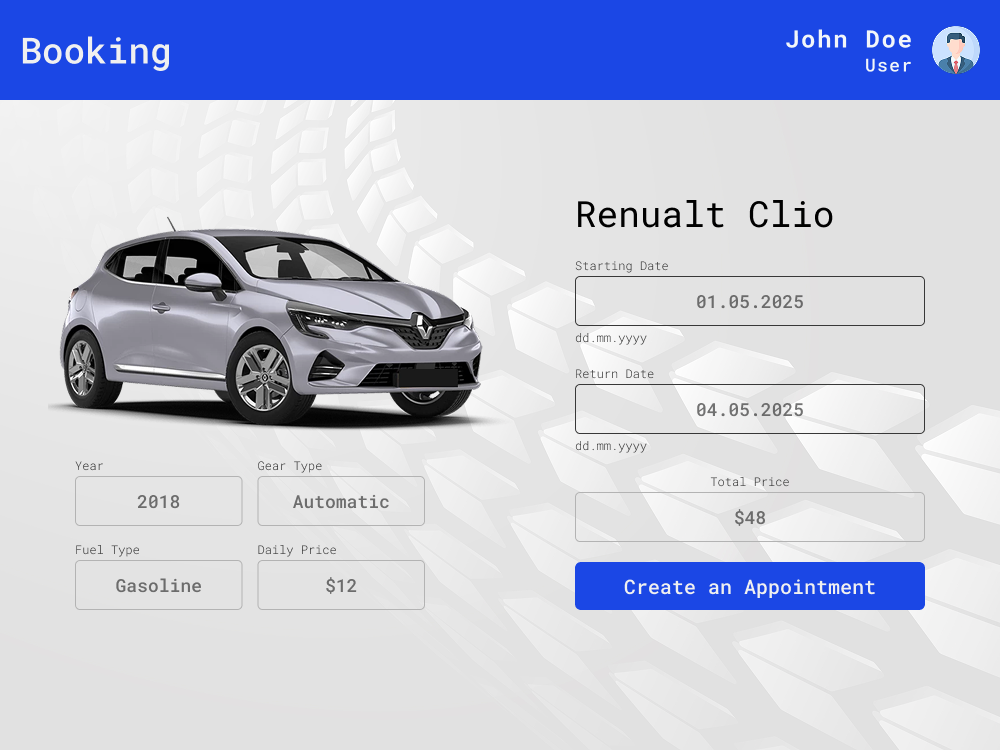 Booking
John Doe
User
Renualt Clio
Starting Date
01.05.2025
dd.mm.yyyy
Return Date
04.05.2025
dd.mm.yyyy
Total Price
$48
Create an Appointment
Year
2018
Gear Type
Automatic
Fuel Type
Gasoline
Daily Price
$12